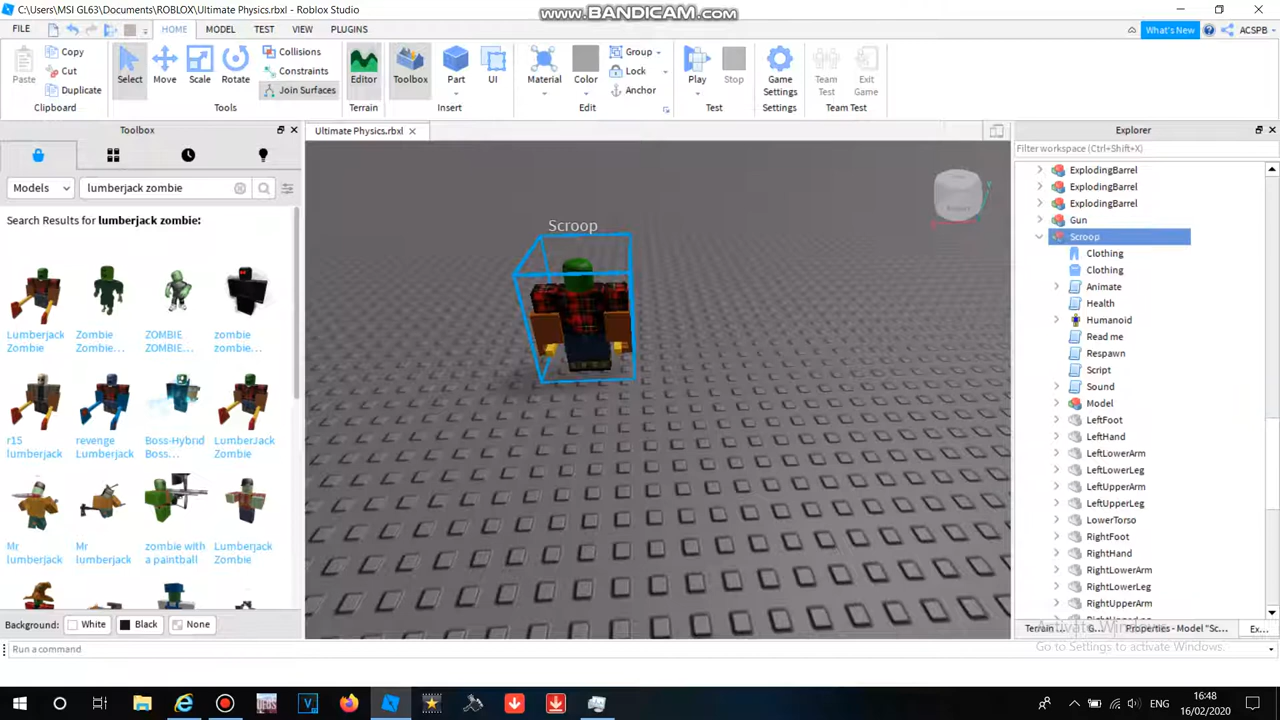 C:\Users\MSI GL63\Documents\ROBLOX\Ultimate Physics.rbxl - Roblox Studio
www.BANDICAM.com
FILE HOME MODEL TEST VIEW PLUGINS What's New ACSPB
Paste Copy Cut Duplicate Clipboard
Select Move Scale Rotate Collisions Constraints Join Surfaces Tools
Editor Terrain
Toolbox Part UI Insert
Material Color Group Lock Anchor Edit
Play Stop Test
Game Settings Settings
Team Test Exit Game Team Test
Toolbox
Models lumberjack zombie
Search Results for lumberjack zombie:
Lumberjack Zombie
Zombie Zombie...
ZOMBIE ZOMBIE...
zombie zombie...
r15 lumberjack
revenge Lumberjack
Boss-Hybrid Boss...
LumberJack Zombie
Mr lumberjack
Mr lumberjack
zombie with a paintball
Lumberjack Zombie
Background: White Black None
Run a command
Ultimate Physics.rbxl
Scroop
Explorer
Filter workspace (Ctrl+Shift+X)
ExplodingBarrel
ExplodingBarrel
ExplodingBarrel
Gun
Scroop
Clothing
Clothing
Animate
Health
Humanoid
Read me
Respawn
Script
Sound
Model
LeftFoot
LeftHand
LeftLowerArm
LeftLowerLeg
LeftUpperArm
LeftUpperLeg
LowerTorso
RightFoot
RightHand
RightLowerArm
RightLowerLeg
RightUpperArm
Activate Windows
Terrain ... G... Properties - Model "Sc... Ex...
Go to Settings to activate Windows.
ENG
16:48
16/02/2020